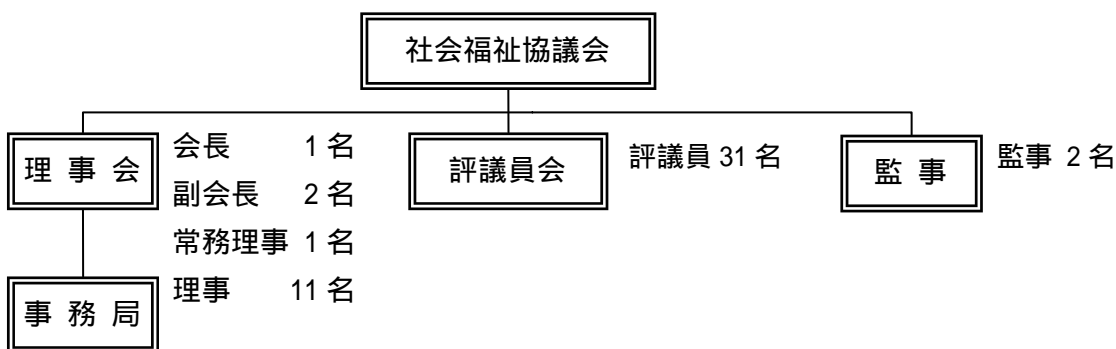 社会福祉協議会
理事会
会長 1名
副会長 2名
常務理事 1名
理事 11名
評議員会
評議員 31名
監事
監事 2名
事務局